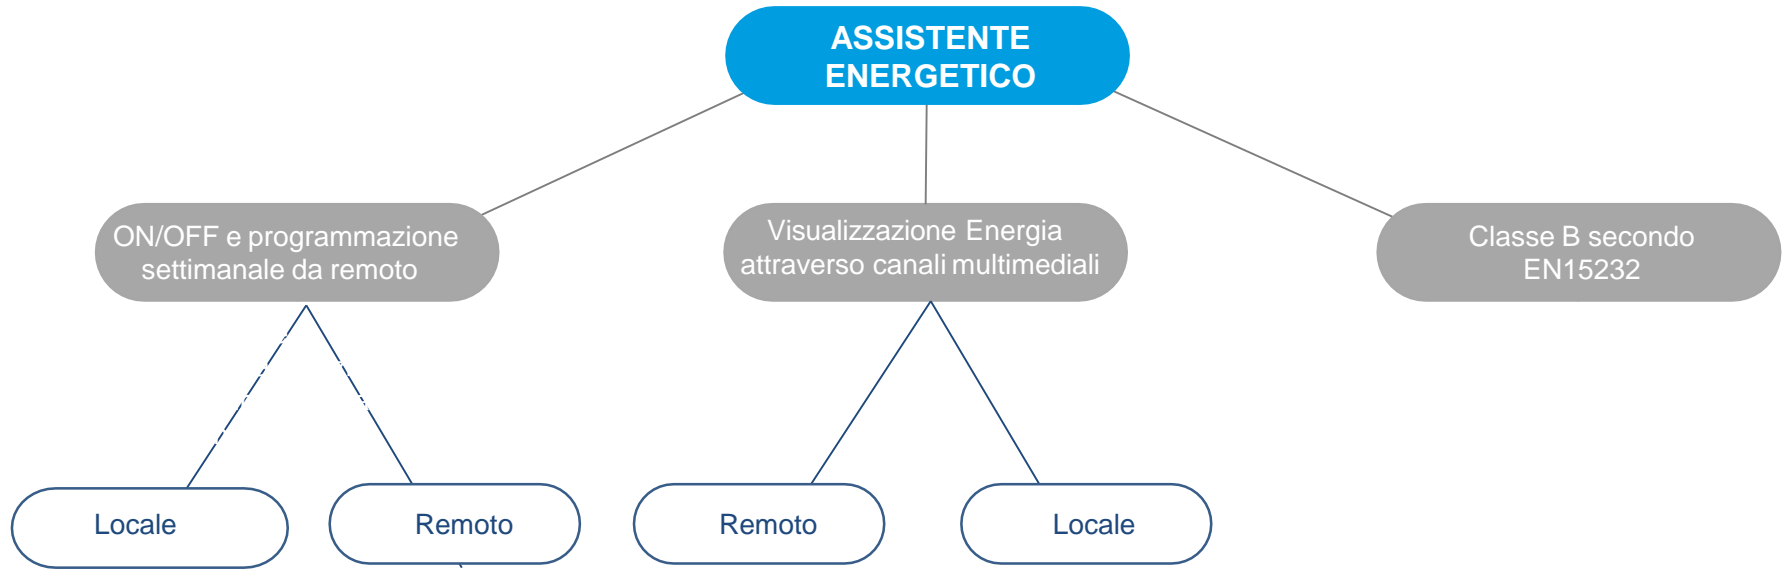 ASSISTENTE
ENERGETICO
ON/OFF e programmazione
settimanale da remoto
Visualizzazione Energia
attraverso canali multimediali
Classe B secondo
EN15232
Locale
Remoto
Remoto
Locale